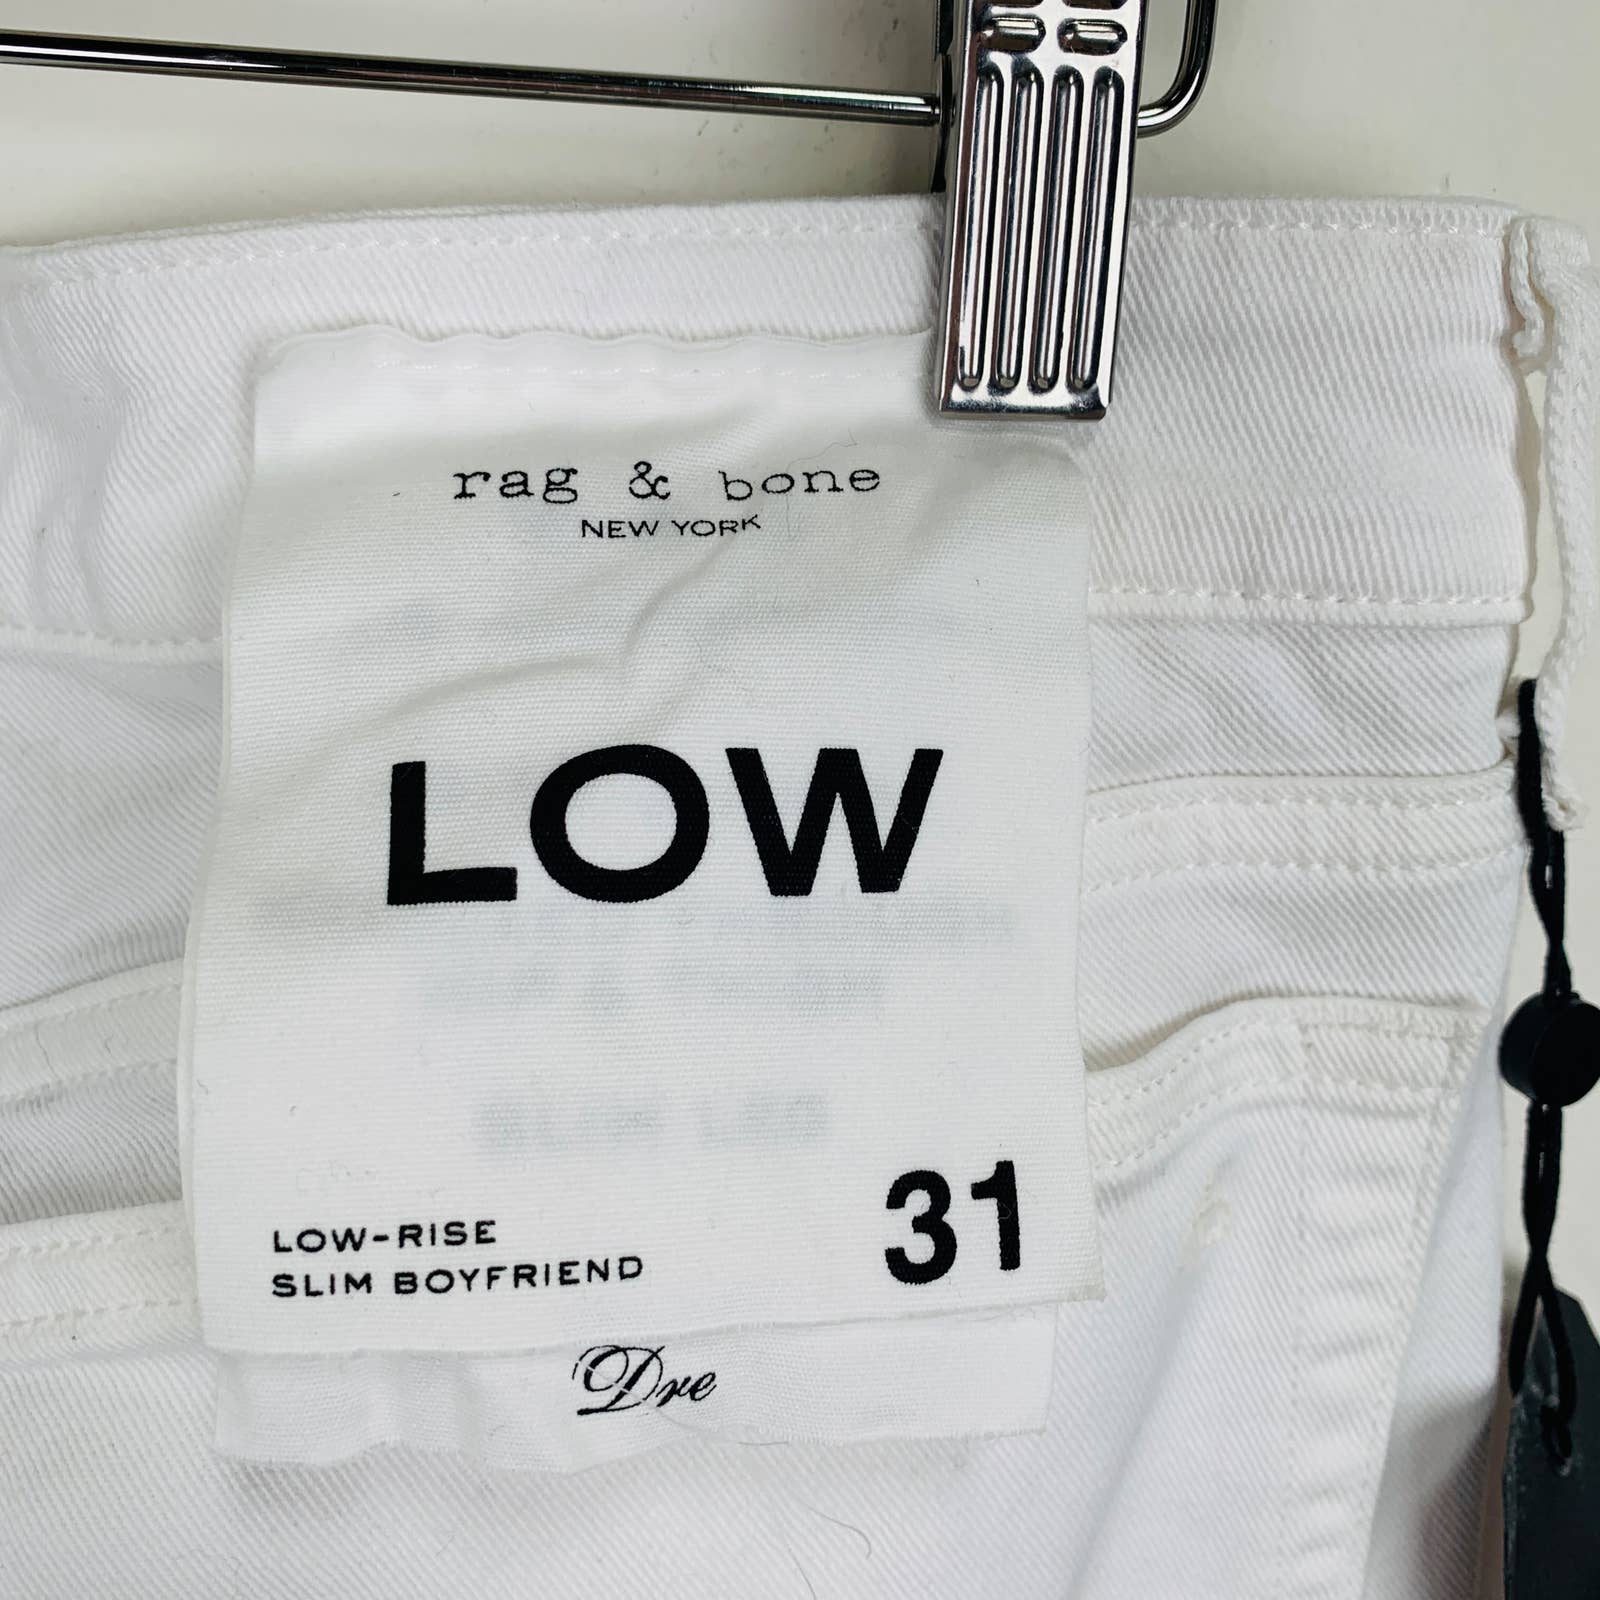 rag & bone
NEW YORK
LOW
31
LOW-RISE
SLIM BOYFRIEND
Dre